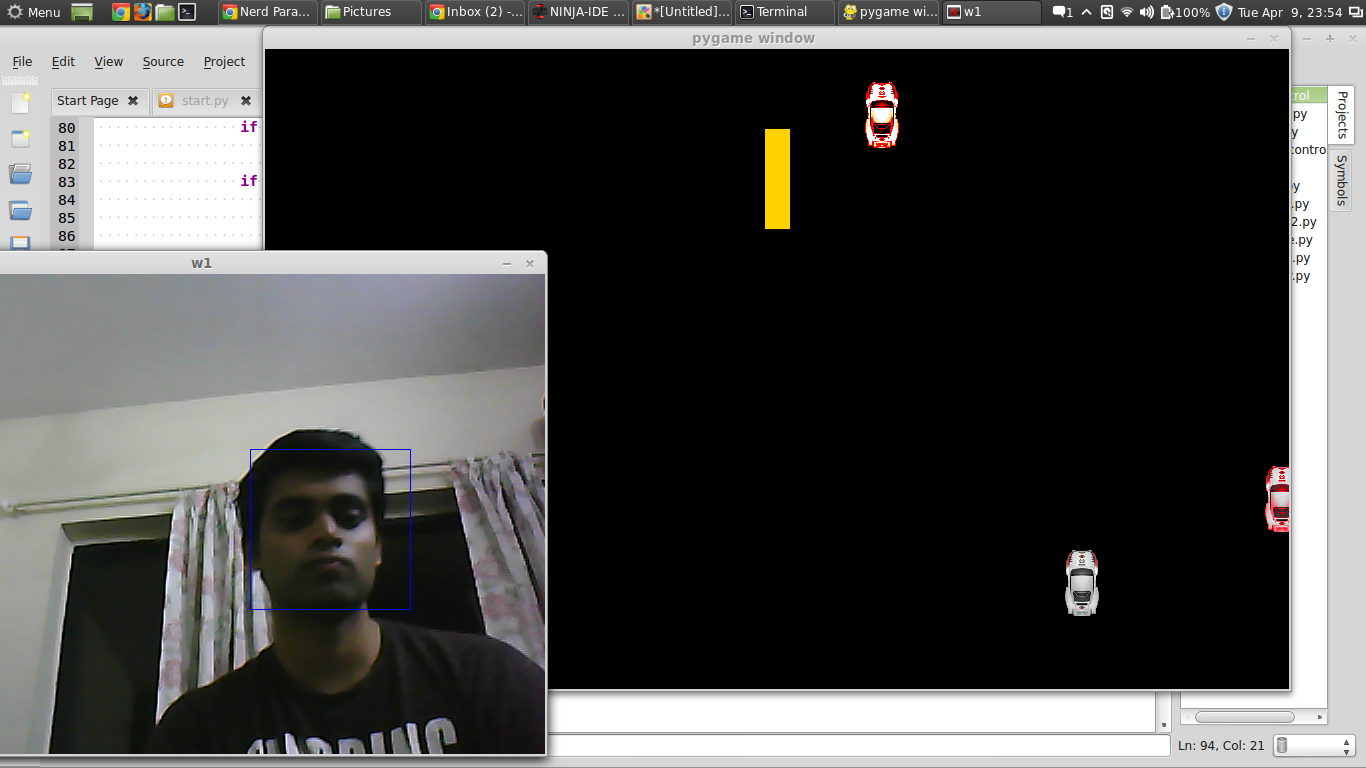 Menu
Nerd Para...
Pictures
Inbox (2) -...
NINJA-IDE ...
*[Untitled]...
Terminal
pygame wi...
w1
1
100%
Tue Apr 9, 23:54
pygame window
File Edit View Source Project
Start Page
start.py
80 if
81
82
83 if
84
85
86
w1
rol
py
y
contro
y
.py
2.py
e.py
.py
.py
Projects
Symbols
Ln: 94, Col: 21